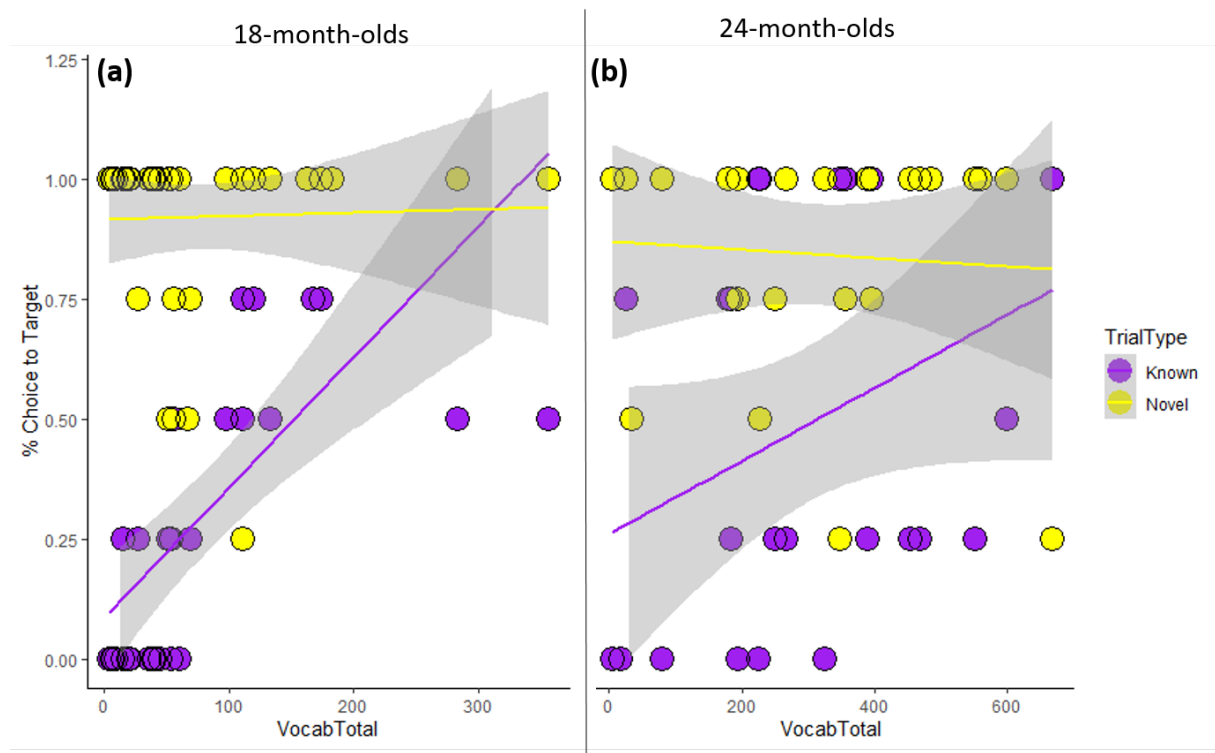 18-month-olds
24-month-olds
(a)
(b)
1.25
1.00
0.75
0.50
0.25
0.00
% Choice to Target
0
100
200
300
VocabTotal
0
200
400
600
VocabTotal
TrialType
Known
Novel